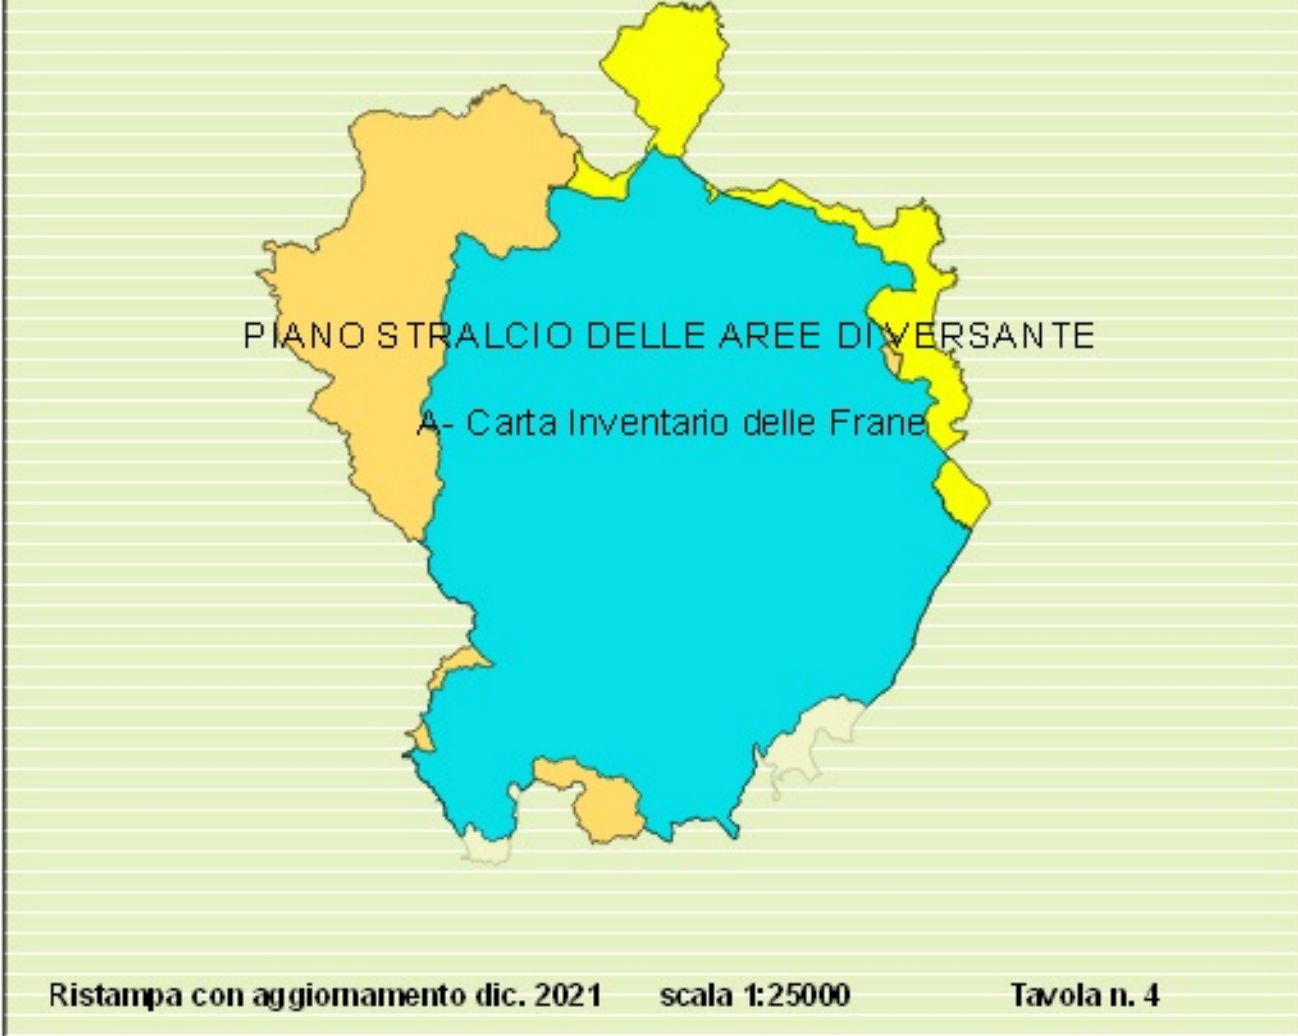 PIANO STRALCIO DELLE AREE DI VERSANTE
A- Carta Inventario delle Frane
Ristampa con aggiornamento dic. 2021 scala 1:25000 Tavola n. 4